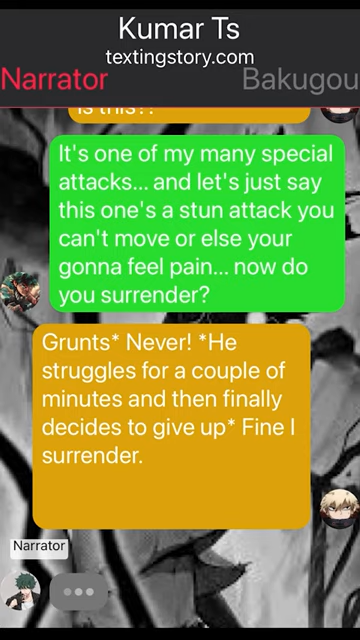 Kumar Ts
textingstory.com
Narrator
Bakugou
is this??
It's one of my many special
attacks... and let's just say
this one's a stun attack you
can't move or else your
gonna feel pain... now do
you surrender?
Grunts* Never! *He
struggles for a couple of
minutes and then finally
decides to give up* Fine I
surrender.
Narrator